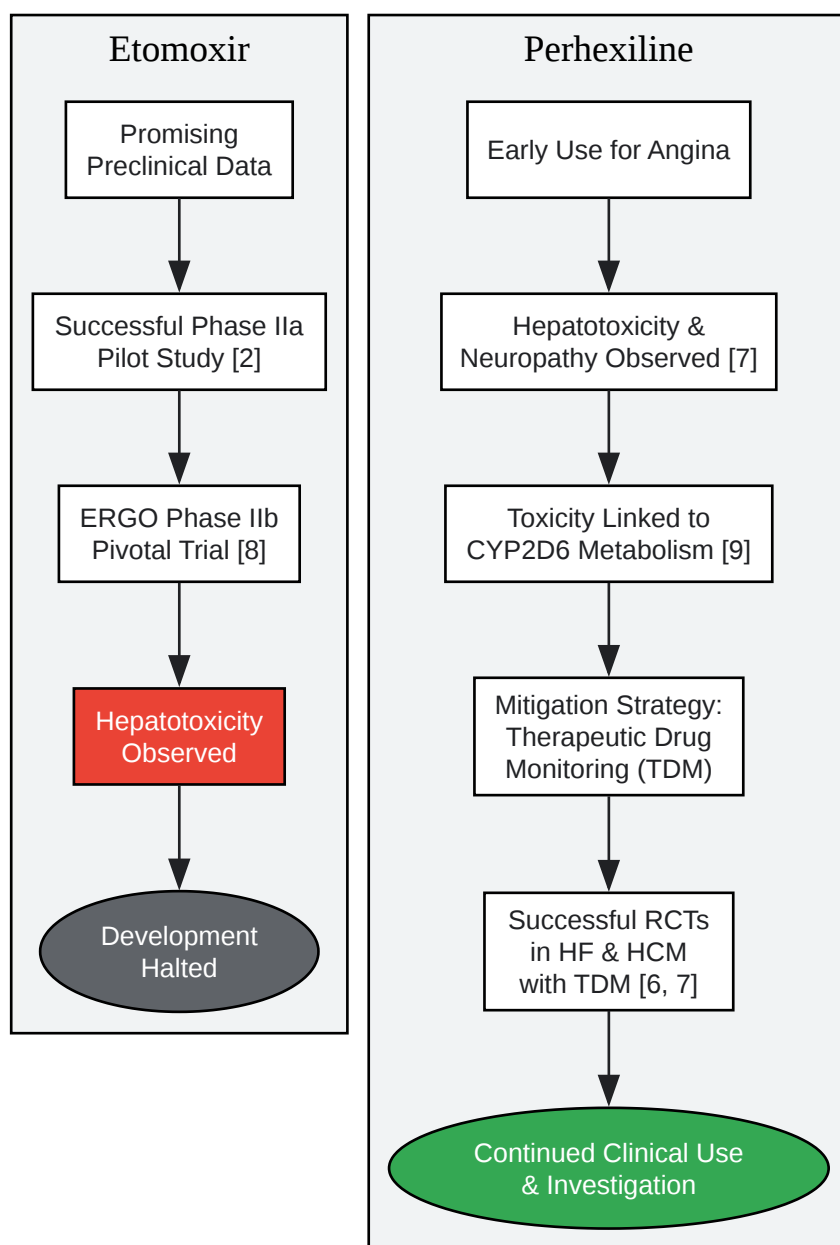 Etomoxir
Promising
Preclinical Data
Successful Phase IIa
Pilot Study [2]
ERGO Phase IIb
Pivotal Trial [8]
Hepatotoxicity
Observed
Development
Halted
Perhexiline
Early Use for Angina
Hepatotoxicity &
Neuropathy Observed [7]
Toxicity Linked to
CYP2D6 Metabolism [9]
Mitigation Strategy:
Therapeutic Drug
Monitoring (TDM)
Successful RCTs
in HF & HCM
with TDM [6, 7]
Continued Clinical Use
& Investigation